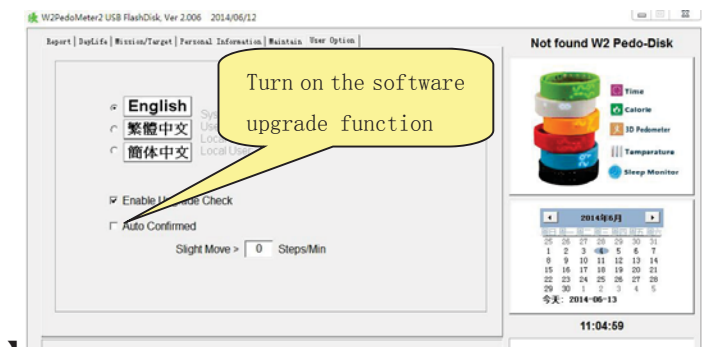 W2PedoMeter2 USB FlashDisk, Ver 2.006 2014/06/12
Report DayLife Mission/Target Personal Information Maintain User Option
Not found W2 Pedo-Disk
Turn on the software
upgrade function
English
繁體中文
簡体中文
Local User
Enable Upgrade Check
Auto Confirmed
Slight Move > 0 Steps/Min
Time
Calorie
3D Pedometer
Temparature
Sleep Monitor
2014年6月
25 26 27 28 29 30 31
1 2 3 4 5 6 7
8 9 10 11 12 13 14
15 16 17 18 19 20 21
22 23 24 25 26 27 28
29 30 1 2 3 4 5
今天: 2014-06-13
11:04:59